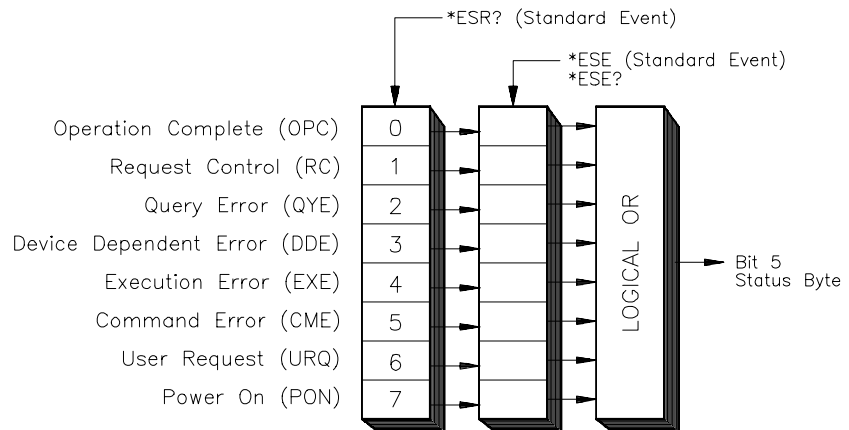 *ESR? (Standard Event)
*ESE (Standard Event)
*ESE?
Operation Complete (OPC) 0
Request Control (RC) 1
Query Error (QYE) 2
Device Dependent Error (DDE) 3
Execution Error (EXE) 4
Command Error (CME) 5
User Request (URQ) 6
Power On (PON) 7
LOGICAL OR
Bit 5
Status Byte